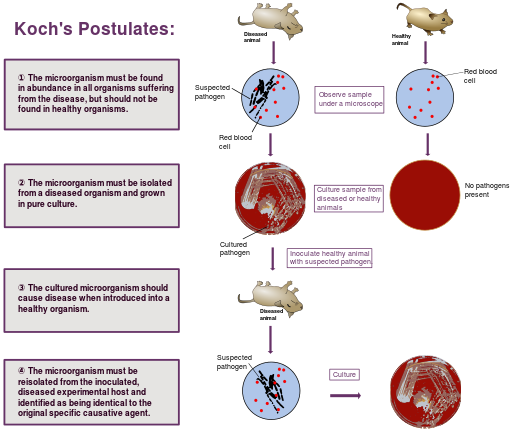 Koch's Postulates:
Diseased
animal
Healthy
animal
① The microorganism must be found
in abundance in all organisms suffering
from the disease, but should not be
found in healthy organisms.
Suspected
pathogen
Red blood
cell
Observe sample
under a microscope
Red blood
cell
② The microorganism must be isolated
from a diseased organism and grown
in pure culture.
Culture sample from
diseased or healthy
animals
No pathogens
present
Cultured
pathogen
Inoculate healthy animal
with suspected pathogen.
③ The cultured microorganism should
cause disease when introduced into a
healthy organism.
Diseased
animal
④ The microorganism must be
reisolated from the inoculated,
diseased experimental host and
identified as being identical to the
original specific causative agent.
Suspected
pathogen
Culture